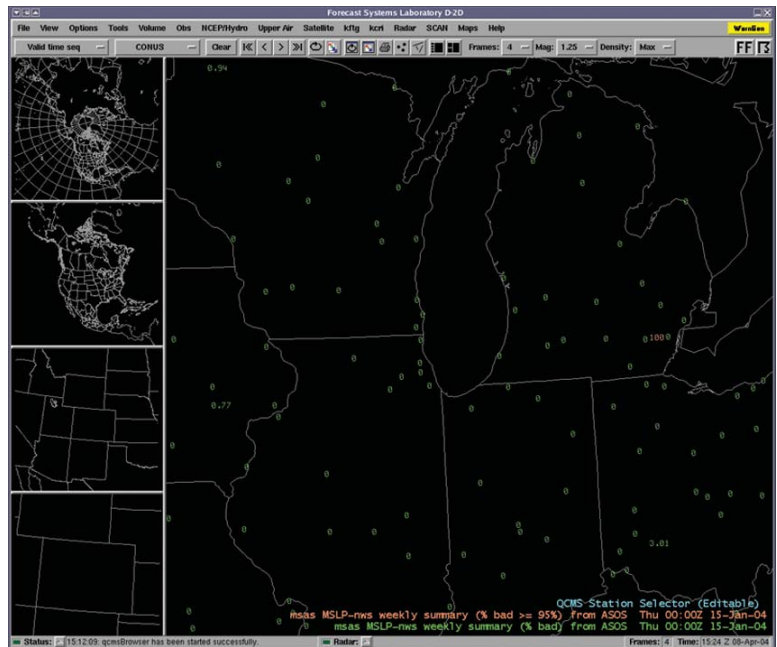 Forecast Systems Laboratory D-2D
File View Options Tools Volume Obs NCEP/Hydro Upper Air Satellite kftg kcri Radar SCAN Maps Help
Valid time seq CONUS Clear Frames: 4 Mag: 1.25 Density: Max FF
0.94
0.77
100
3.01
QCMS Station Selector (Editable)
msas MSLP-nws weekly summary (% bad >= 95%) from ASOS Thu 00:00Z 15-Jan-04
msas MSLP-nws weekly summary (% bad) from ASOS Thu 00:00Z 15-Jan-04
Status: 15:12:09: qcmsBrowser has been started successfully. Radar: Frames: 4 Time: 15:24 Z 08-Apr-04